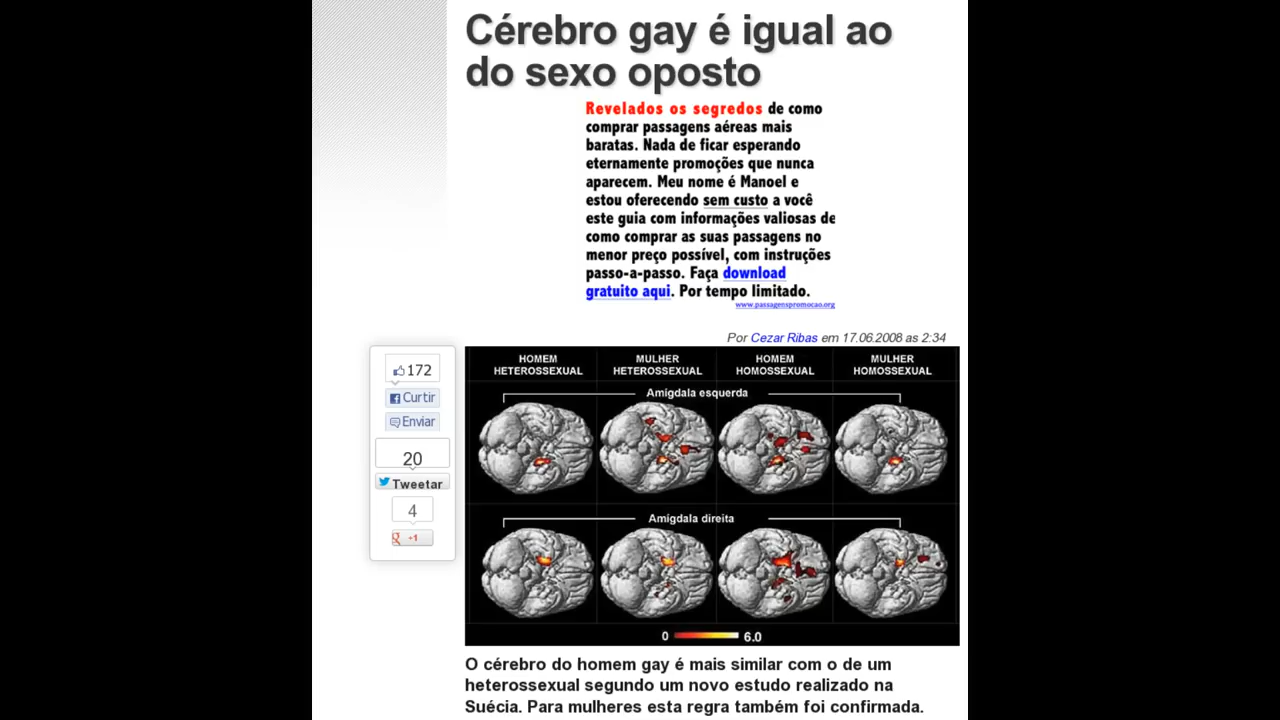 Cérebro gay é igual ao
do sexo oposto
Revelados os segredos de como
comprar passagens aéreas mais
baratas. Nada de ficar esperando
eternamente promoções que nunca
aparecem. Meu nome é Manoel e
estou oferecendo sem custo a você
este guia com informações valiosas de
como comprar as suas passagens no
menor preço possível, com instruções
passo-a-passo. Faça download
gratuito aqui. Por tempo limitado.
www.passagenspromocao.org
Por Cezar Ribas em 17.06.2008 as 2:34
172
Curtir
Enviar
20
Tweetar
4
+1
HOMEM HETEROSSEXUAL
MULHER HETEROSSEXUAL
HOMEM HOMOSSEXUAL
MULHER HOMOSSEXUAL
Amígdala esquerda
Amígdala direita
0 6.0
O cérebro do homem gay é mais similar com o de um
heterossexual segundo um novo estudo realizado na
Suécia. Para mulheres esta regra também foi confirmada.